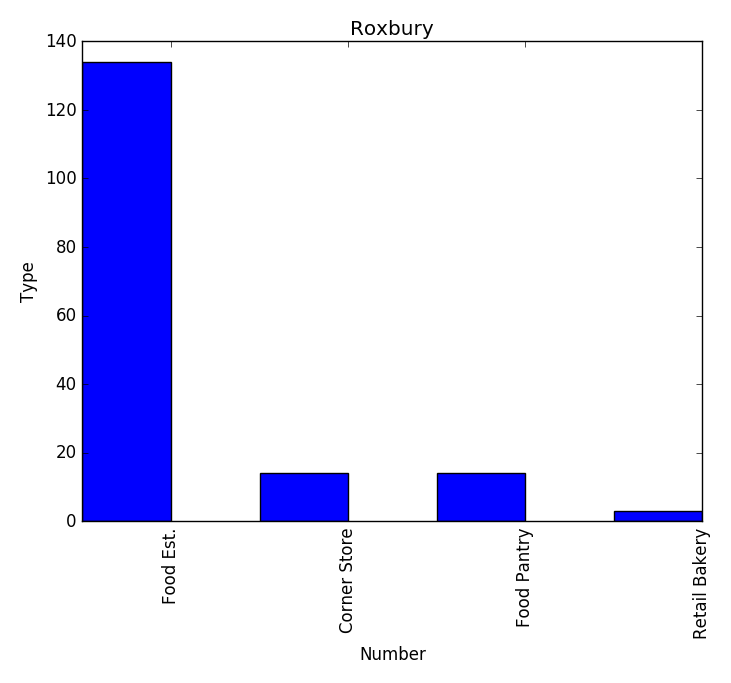 Roxbury
140
120
100
80
60
40
20
0
Type
Food Est.
Corner Store
Food Pantry
Retail Bakery
Number